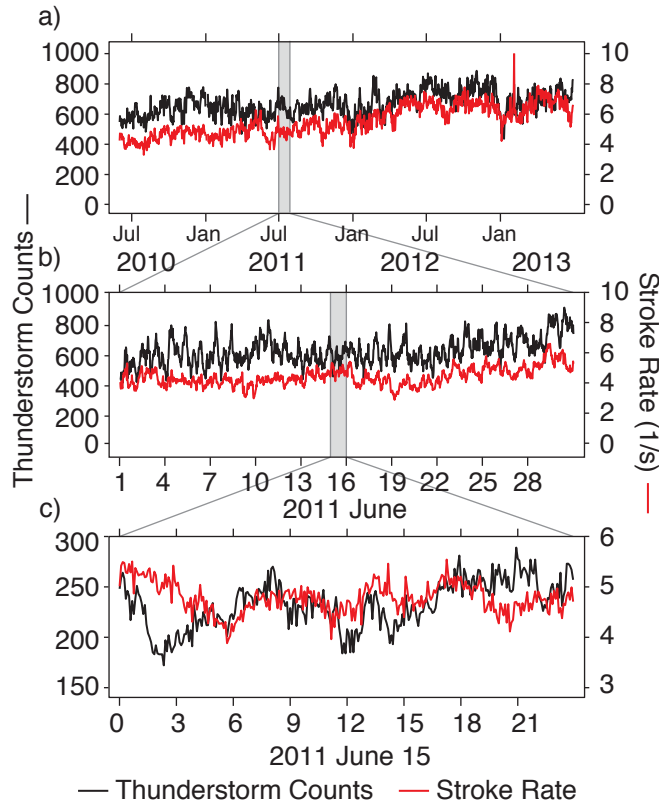 a)
1000
800
600
400
200
0
10
8
6
4
2
0
Jul Jan Jul Jan Jul Jan
2010 2011 2012 2013
Thunderstorm Counts —
Stroke Rate (1/s) —
b)
1000
800
600
400
200
0
10
8
6
4
2
0
1 4 7 10 13 16 19 22 25 28
2011 June
c)
300
250
200
150
6
5
4
3
0 3 6 9 12 15 18 21
2011 June 15
— Thunderstorm Counts — Stroke Rate